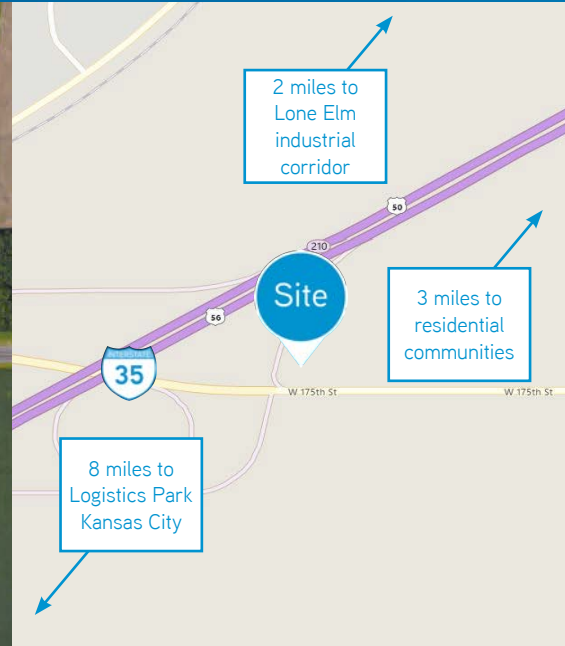 2 miles to
Lone Elm
industrial
corridor
50
210
Site
56
3 miles to
residential
communities
INTERSTATE
35
W 175th St
W 175th St
8 miles to
Logistics Park
Kansas City